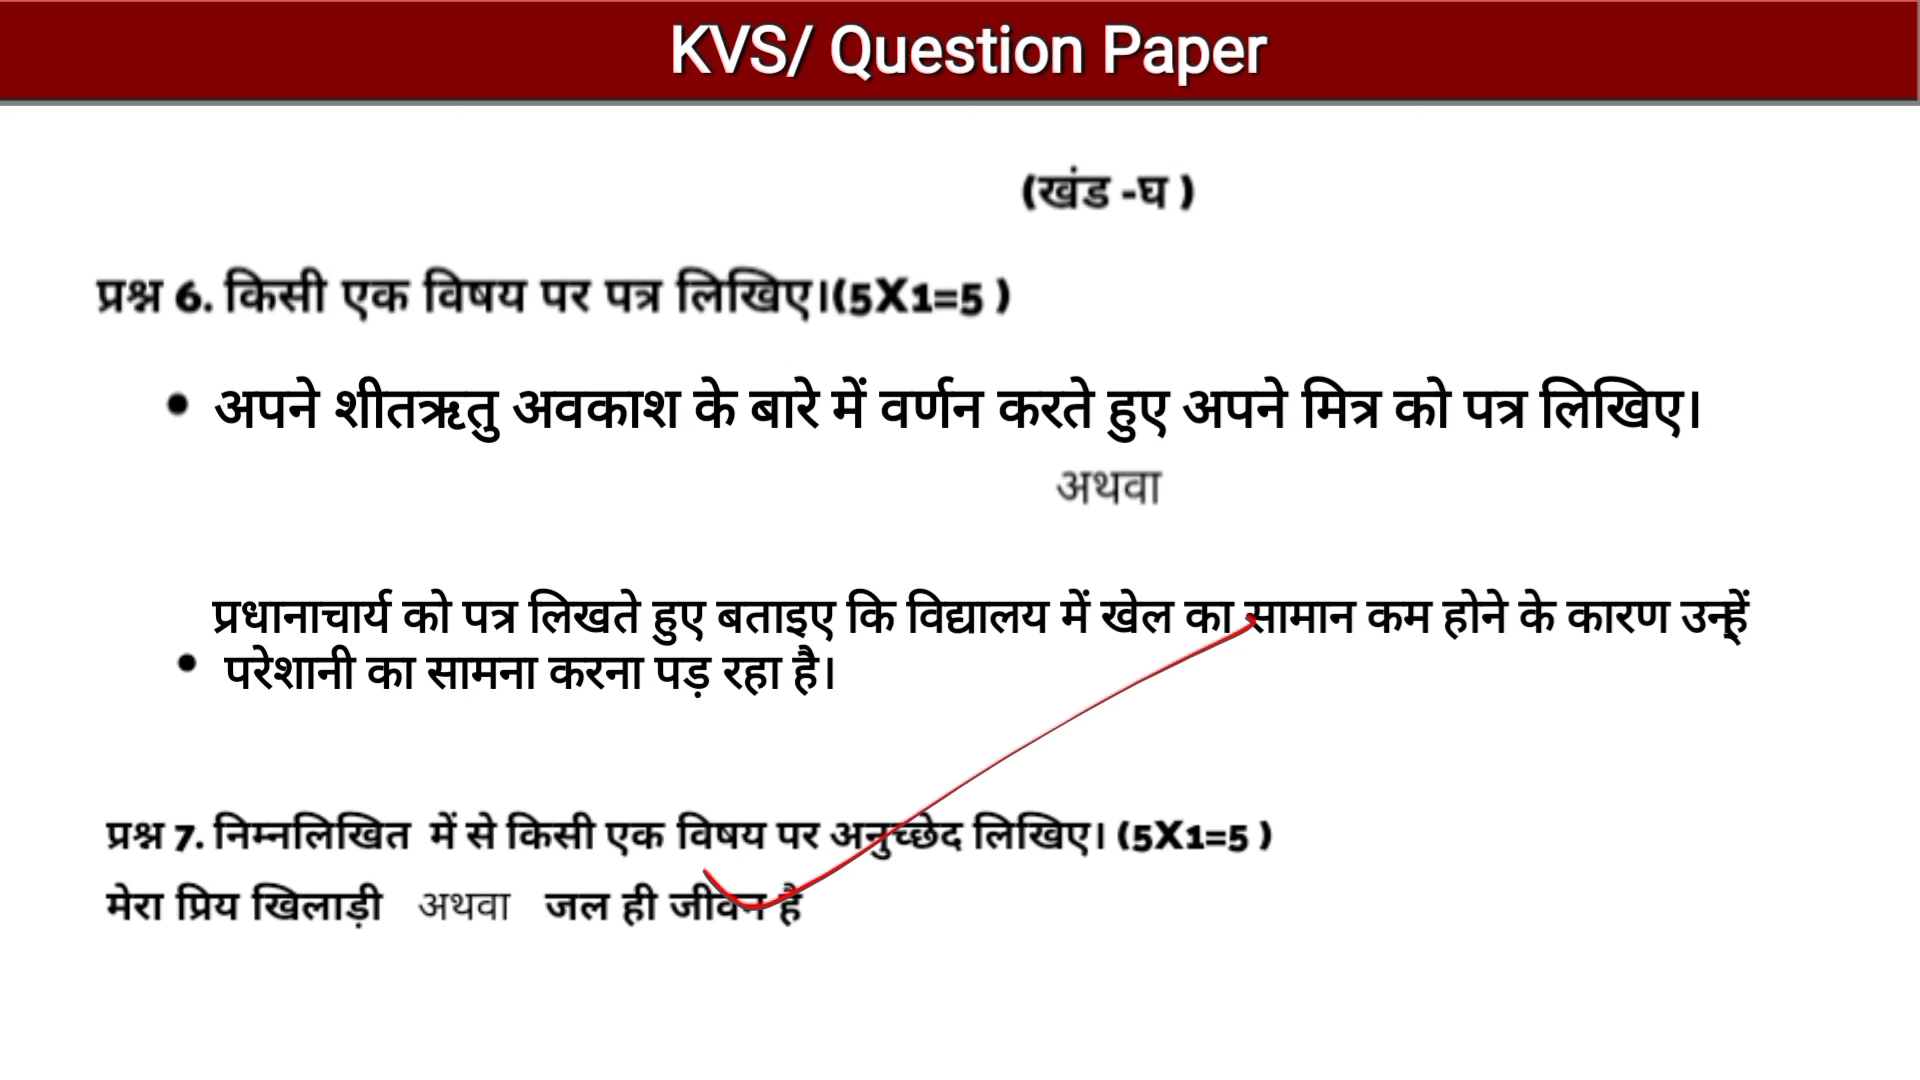 KVS/ Question Paper
(खंड -घ )
प्रश्न 6. किसी एक विषय पर पत्र लिखिए।(5X1=5 )
• अपने शीतऋतु अवकाश के बारे में वर्णन करते हुए अपने मित्र को पत्र लिखिए।
अथवा
प्रधानाचार्य को पत्र लिखते हुए बताइए कि विद्यालय में खेल का सामान कम होने के कारण उन्हें
• परेशानी का सामना करना पड़ रहा है।
प्रश्न 7. निम्नलिखित में से किसी एक विषय पर अनुच्छेद लिखिए। (5X1=5 )
मेरा प्रिय खिलाड़ी अथवा जल ही जीवन है